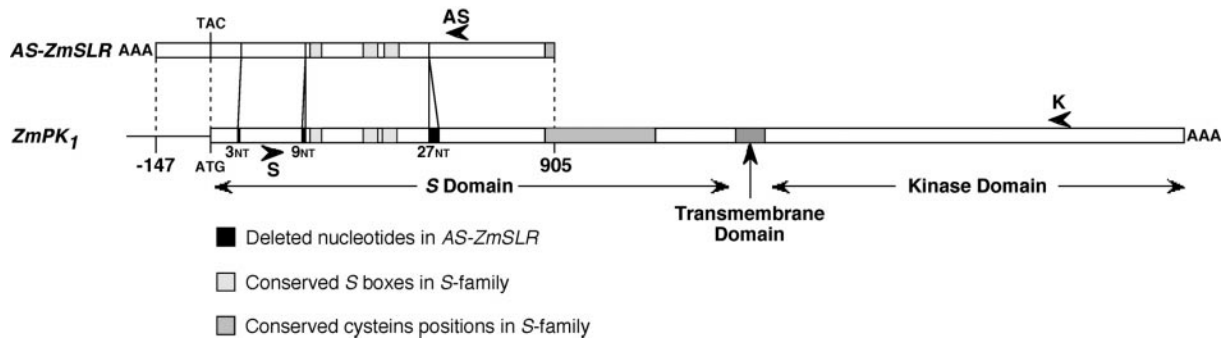 TAC
AS
AS-ZmSLR AAA
K
ZmPK1
AAA
3NT 9NT 27NT
-147 ATG S 905
S Domain Kinase Domain
Transmembrane
Domain
Deleted nucleotides in AS-ZmSLR
Conserved S boxes in S-family
Conserved cysteins positions in S-family